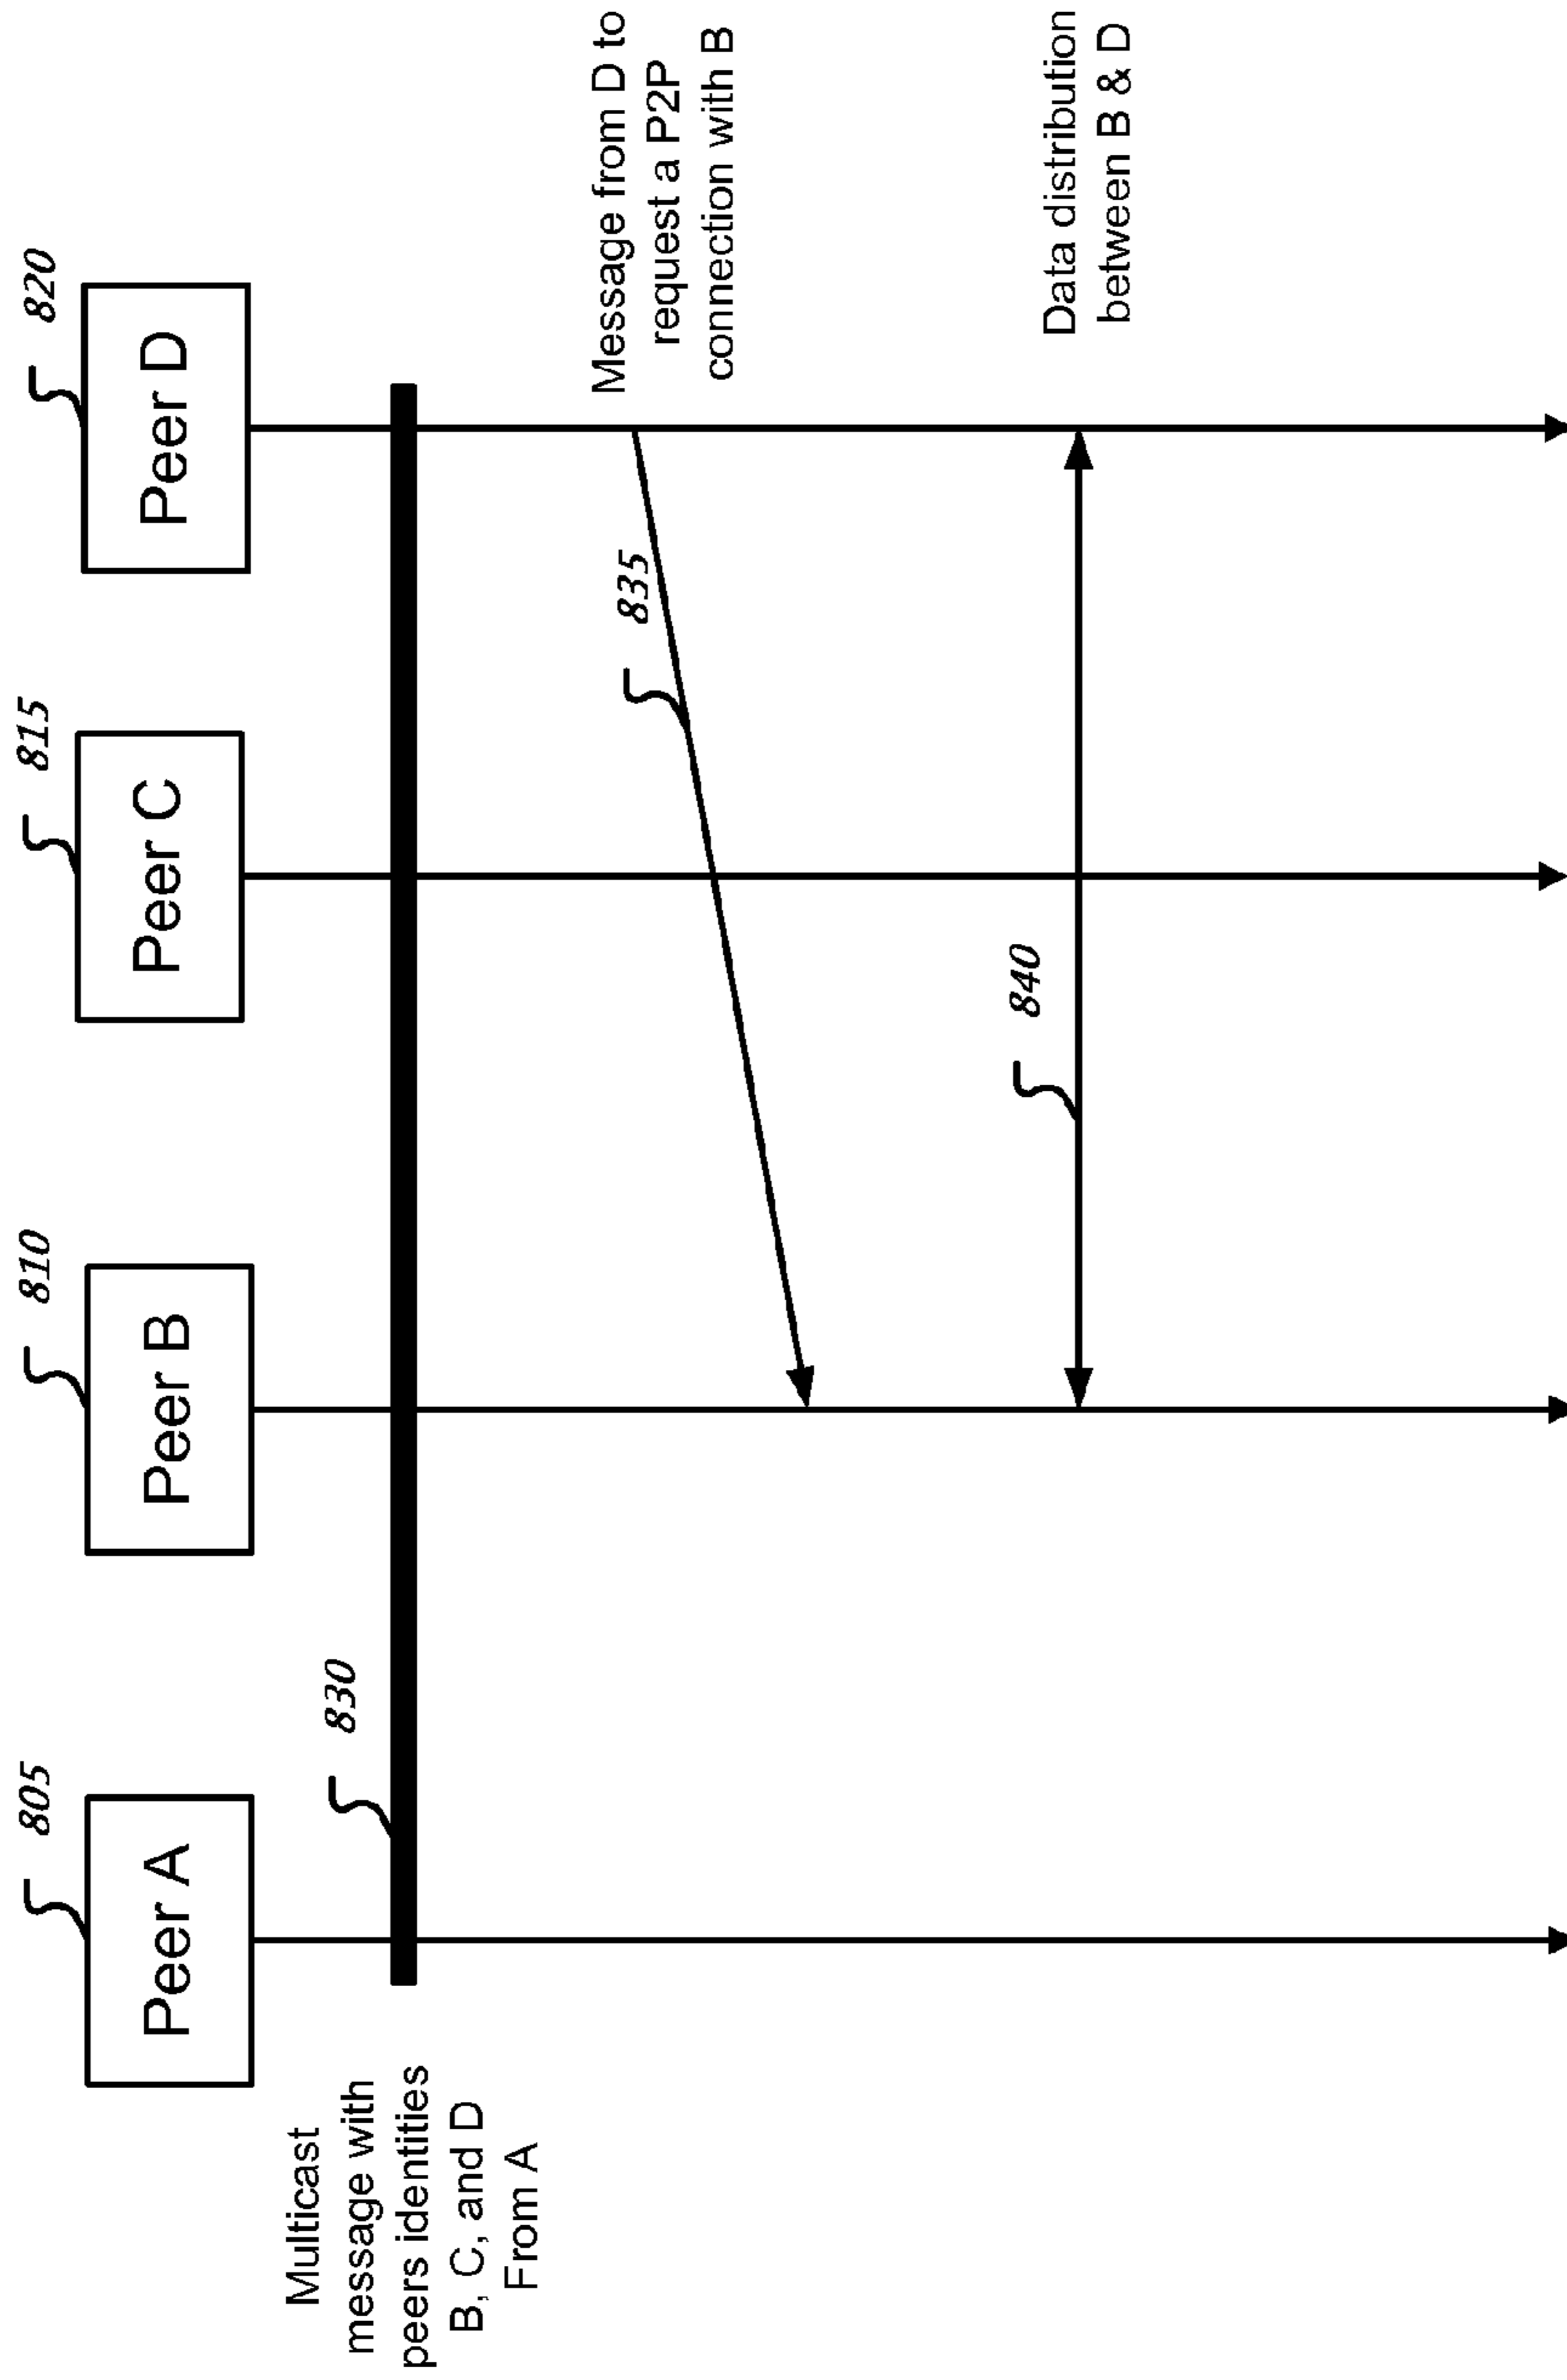 805
810
815
820
Peer A
Peer B
Peer C
Peer D
Multicast
message with
peers identities
B, C, and D
From A
830
Message from D to
request a P2P
connection with B
835
840
Data distribution
between B & D